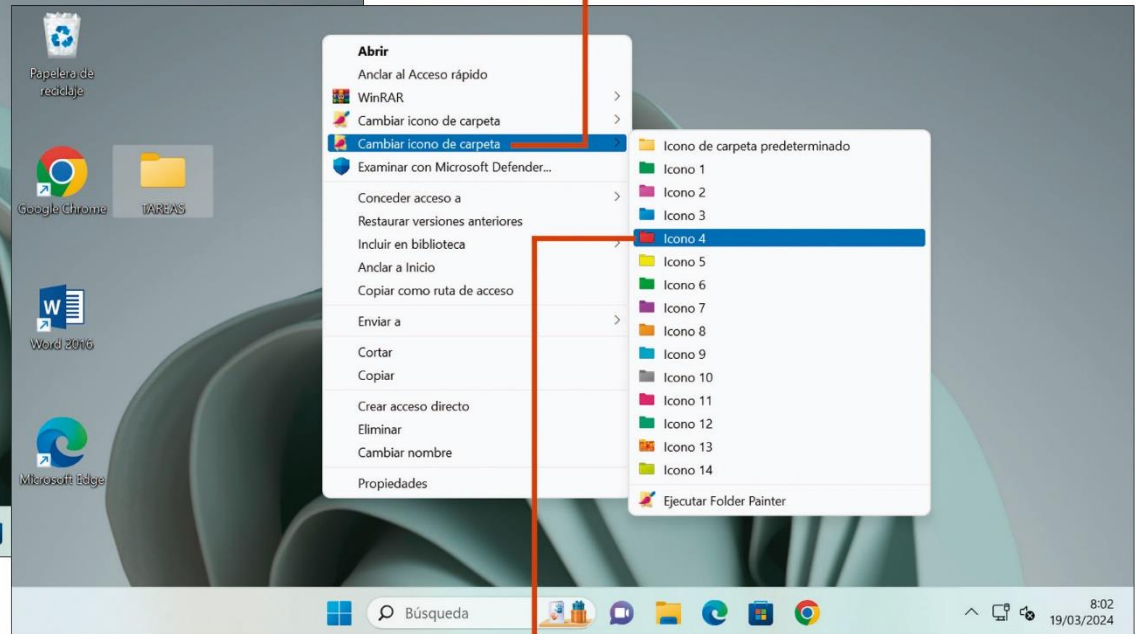 Papelera de
reciclaje
Google Chrome
TAREAS
Word 2016
Microsoft Edge
Abrir
Anclar al Acceso rápido
WinRAR
Cambiar icono de carpeta
Cambiar icono de carpeta
Examinar con Microsoft Defender...
Conceder acceso a
Restaurar versiones anteriores
Incluir en biblioteca
Anclar a Inicio
Copiar como ruta de acceso
Enviar a
Cortar
Copiar
Crear acceso directo
Eliminar
Cambiar nombre
Propiedades
Icono de carpeta predeterminado
Icono 1
Icono 2
Icono 3
Icono 4
Icono 5
Icono 6
Icono 7
Icono 8
Icono 9
Icono 10
Icono 11
Icono 12
Icono 13
Icono 14
Ejecutar Folder Painter
Búsqueda
8:02
19/03/2024